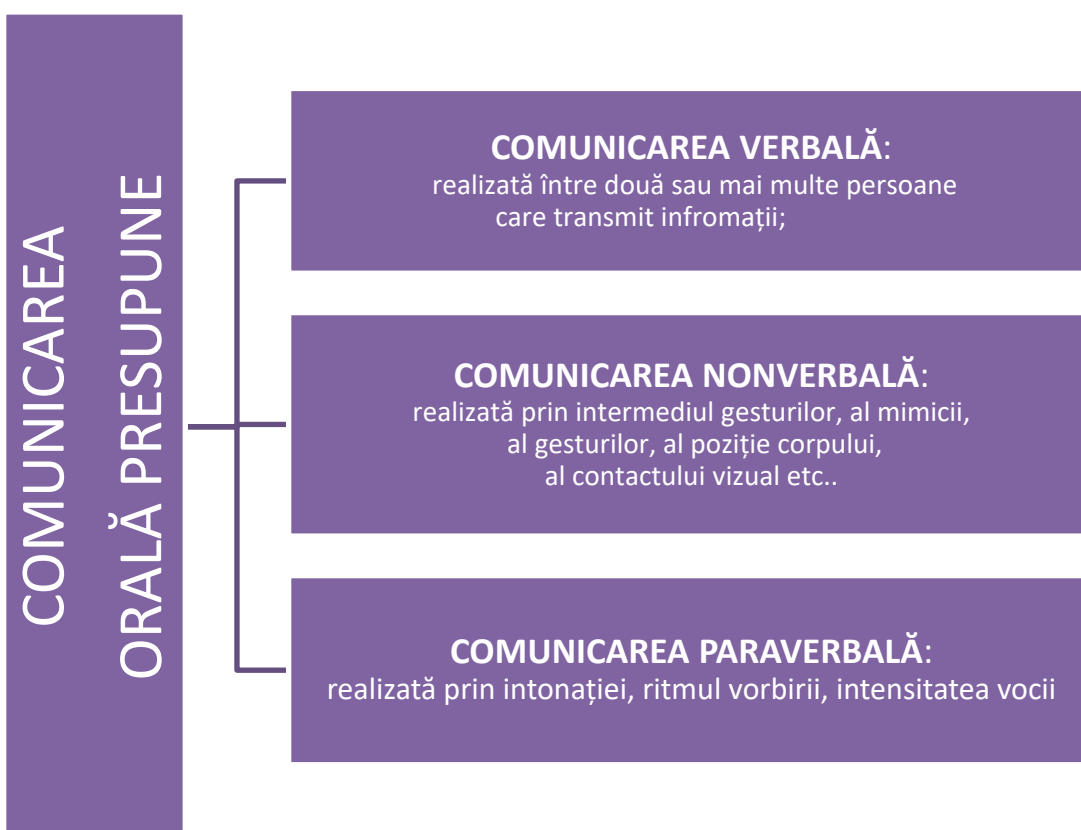 COMUNICAREA
ORALĂ PRESUPUNE
COMUNICAREA VERBALĂ:
realizată între două sau mai multe persoane
care transmit infromații;
COMUNICAREA NONVERBALĂ:
realizată prin intermediul gesturilor, al mimicii,
al gesturilor, al poziție corpului,
al contactului vizual etc..
COMUNICAREA PARAVERBALĂ:
realizată prin intonației, ritmul vorbirii, intensitatea vocii